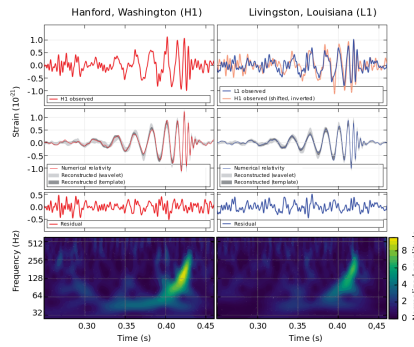 Hanford, Washington (H1)
Livingston, Louisiana (L1)
1.0
0.5
0.0
-0.5
-1.0
H1 observed
L1 observed
H1 observed (shifted, inverted)
Strain (10⁻²¹)
1.0
0.5
0.0
-0.5
-1.0
Numerical relativity
Reconstructed (wavelet)
Reconstructed (template)
Numerical relativity
Reconstructed (wavelet)
Reconstructed (template)
0.5
0.0
-0.5
Residual
Residual
Frequency (Hz)
512
256
128
64
32
8
6
4
2
0
0.30
0.35
0.40
0.45
0.30
0.35
0.40
0.45
Time (s)
Time (s)